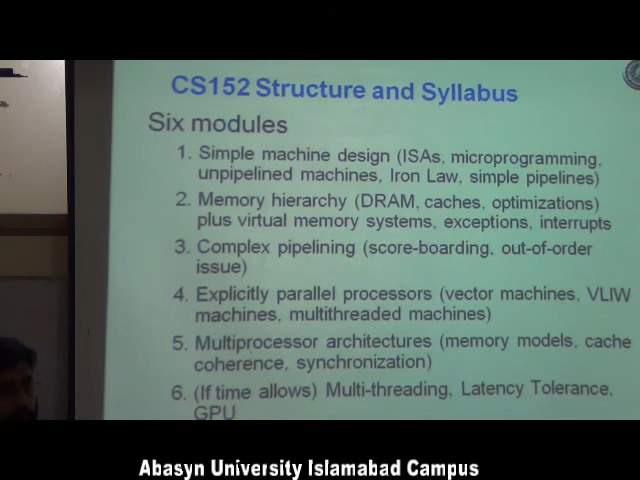 CS152 Structure and Syllabus
Six modules
1. Simple machine design (ISAs, microprogramming,
unpipelined machines, Iron Law, simple pipelines)
2. Memory hierarchy (DRAM, caches, optimizations)
plus virtual memory systems, exceptions, interrupts
3. Complex pipelining (score-boarding, out-of-order
issue)
4. Explicitly parallel processors (vector machines, VLIW
machines, multithreaded machines)
5. Multiprocessor architectures (memory models, cache
coherence, synchronization)
6. (If time allows) Multi-threading, Latency Tolerance,
GPU
Abasyn University Islamabad Campus